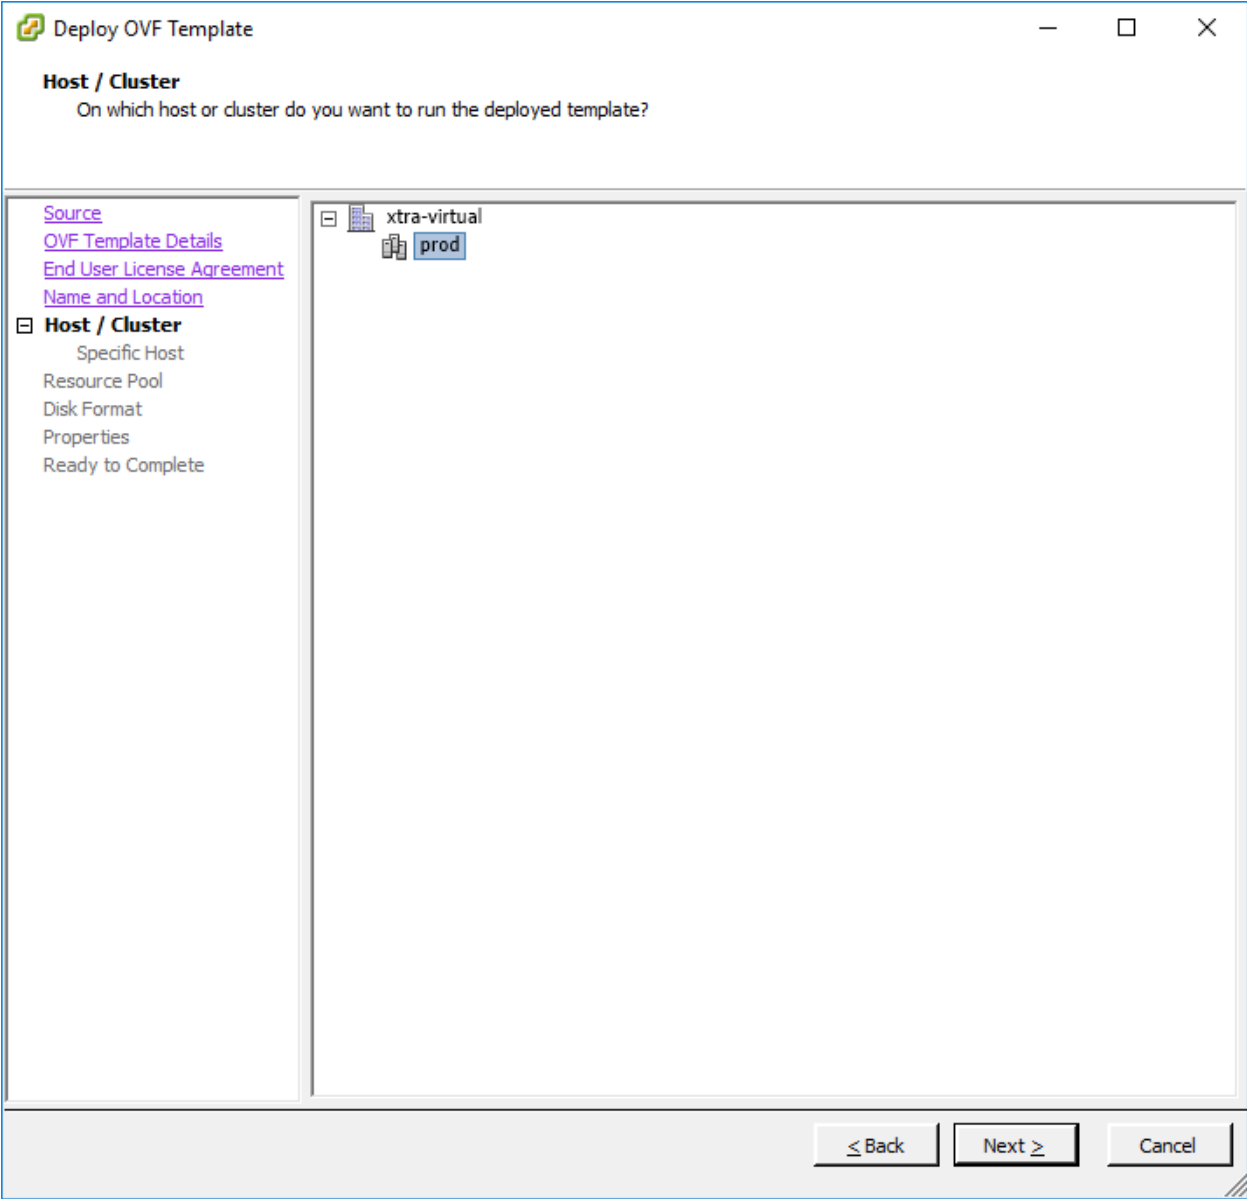 Deploy OVF Template
Host / Cluster
On which host or cluster do you want to run the deployed template?
Source
OVF Template Details
End User License Agreement
Name and Location
Host / Cluster
Specific Host
Resource Pool
Disk Format
Properties
Ready to Complete
xtra-virtual
prod
< Back
Next >
Cancel